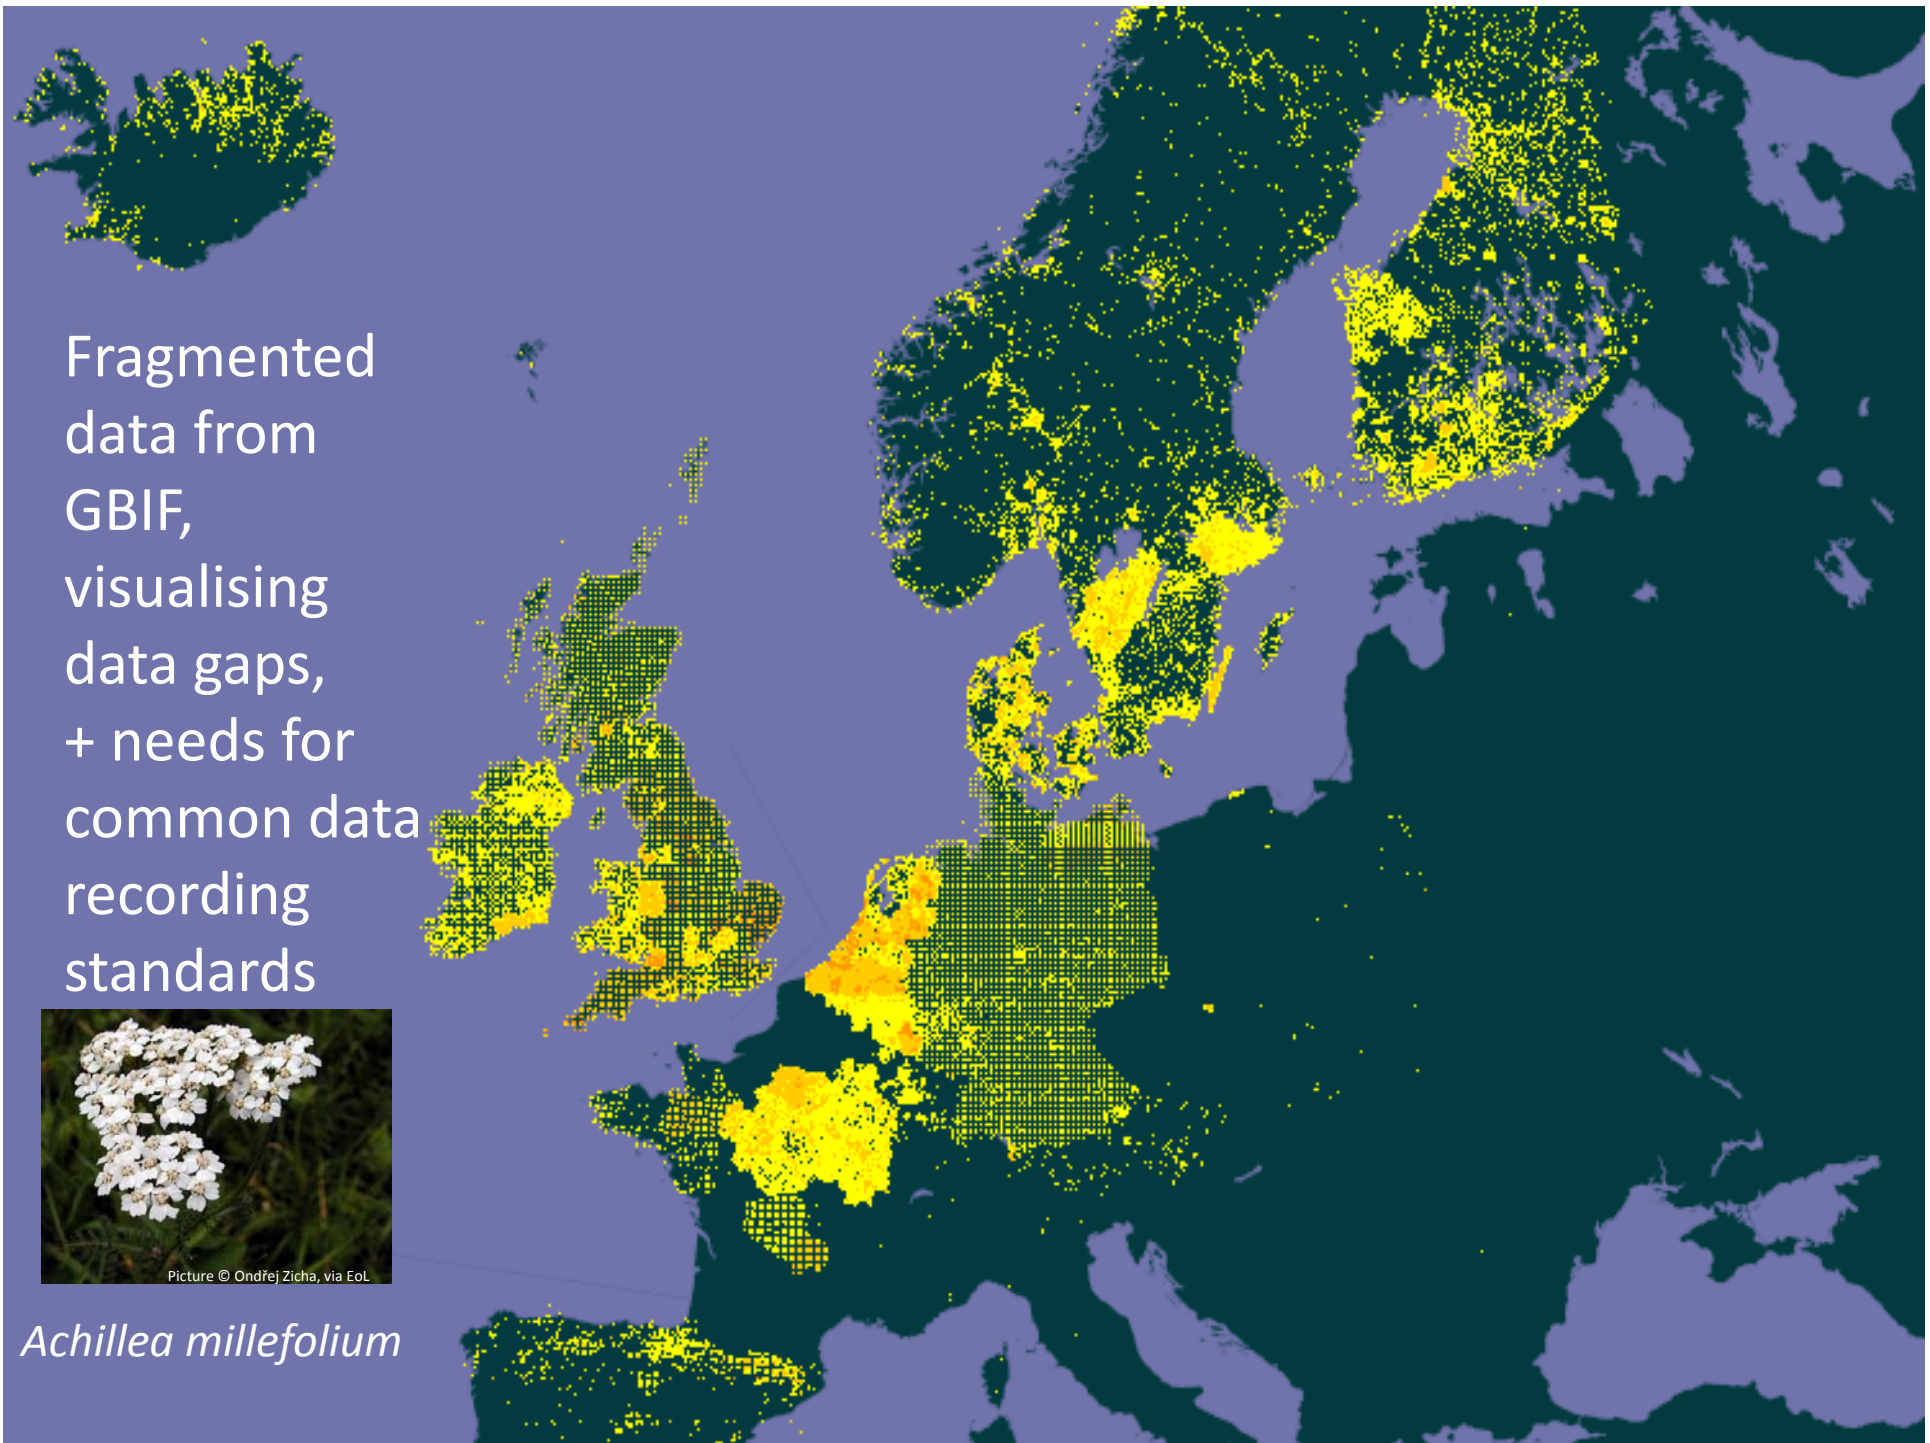 Fragmented
data from
GBIF,
visualising
data gaps,
+ needs for
common data
recording
standards
Picture © Ondřej Zicha, via EoL
Achillea millefolium